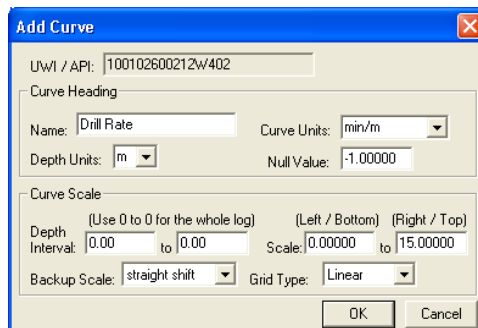 Add Curve
UWI / API: 100102600212W402
Curve Heading
Name: Drill Rate Curve Units: min/m
Depth Units: m Null Value: -1.00000
Curve Scale
(Use 0 to 0 for the whole log) (Left / Bottom) (Right / Top)
Depth Interval: 0.00 to 0.00 Scale: 0.00000 to 15.00000
Backup Scale: straight shift Grid Type: Linear
OK Cancel